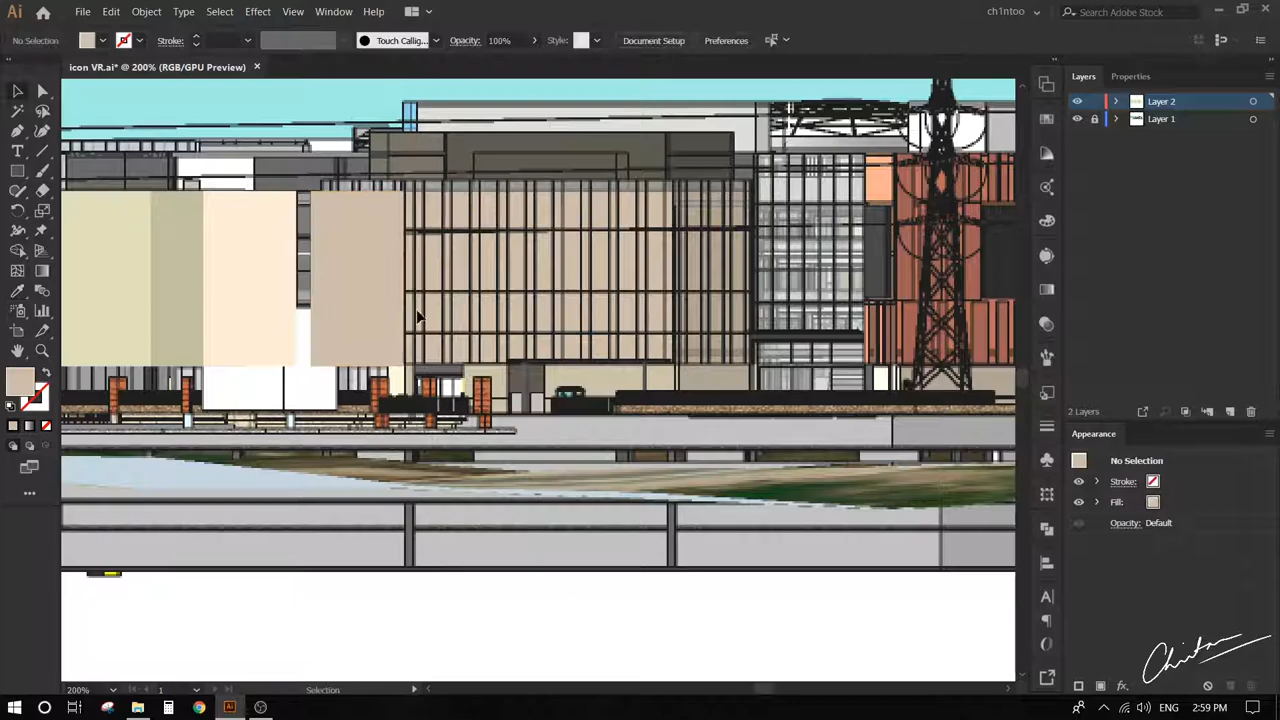 Ai File Edit Object Type Select Effect View Window Help ch1ntoo Search Adobe Stock
No Selection Stroke: Touch Callig... Opacity: 100% Style: Document Setup Preferences
icon VR.ai* @ 200% (RGB/GPU Preview) ×
Layers Properties
Layer 2
Layer 1
2 Layers
Appearance
No Selection
Stroke:
Fill:
Opacity: Default
fx
200% 1 Selection
ENG 2:59 PM